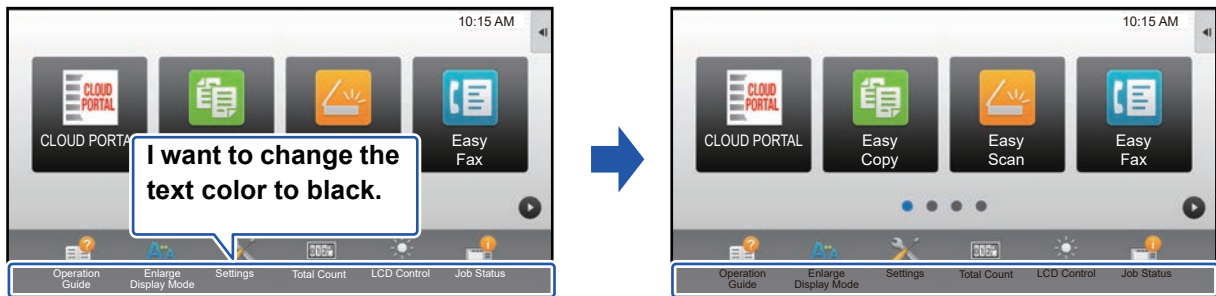 10:15 AM
CLOUD
PORTAL
CLOUD PORTA
Easy
Fax
I want to change the
text color to black.
Operation
Guide
Enlarge
Display Mode
Settings
Total Count
LCD Control
Job Status
10:15 AM
CLOUD
PORTAL
CLOUD PORTAL
Easy
Copy
Easy
Scan
Easy
Fax
Operation
Guide
Enlarge
Display Mode
Settings
Total Count
LCD Control
Job Status